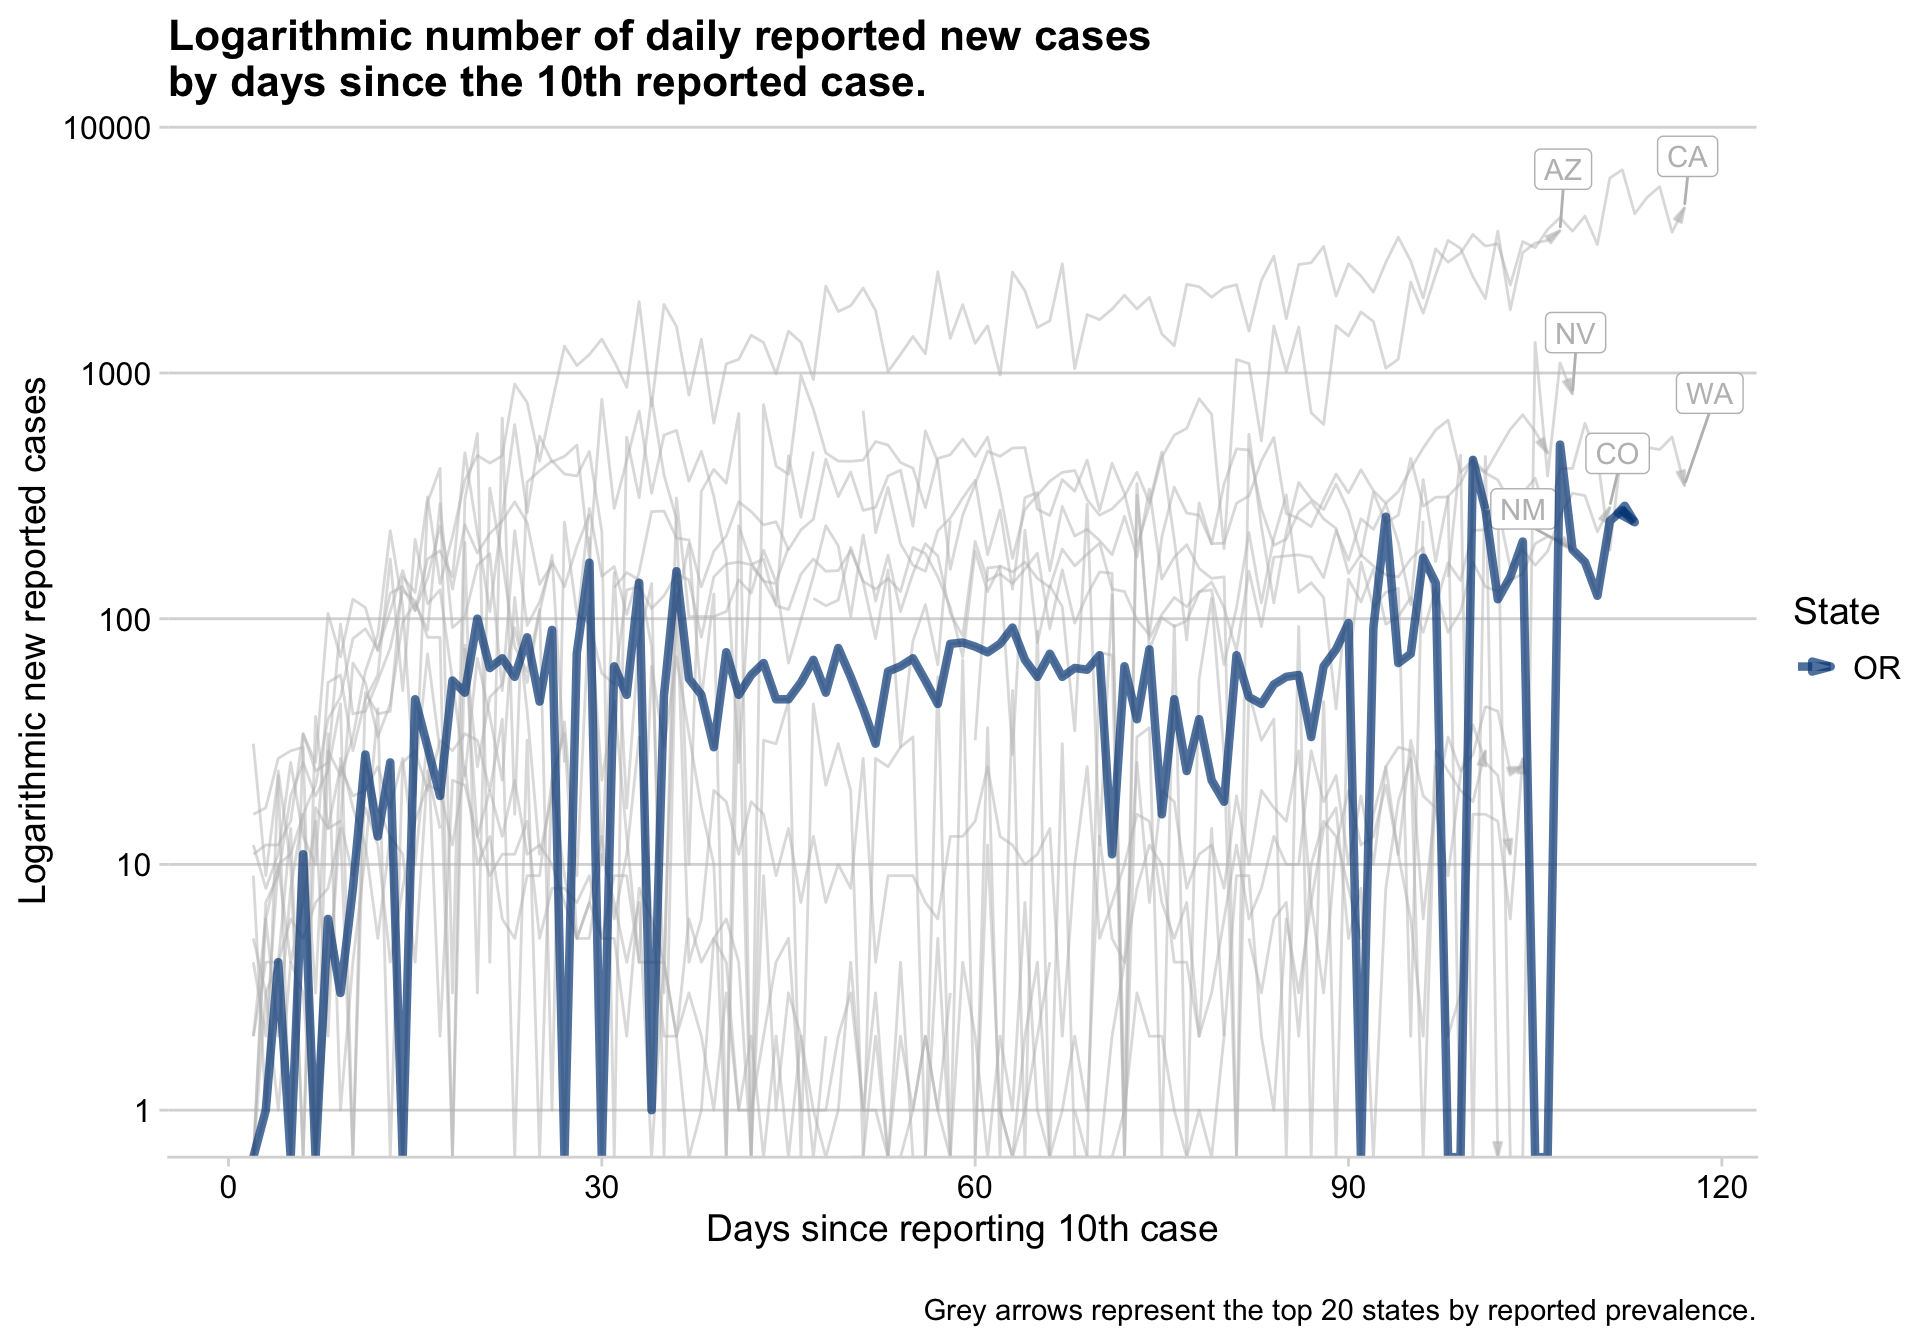 Logarithmic number of daily reported new cases
by days since the 10th reported case.
10000
1000
100
10
1
Logarithmic new reported cases
AZ
CA
NV
WA
CO
NM
State
OR
0
30
60
90
120
Days since reporting 10th case
Grey arrows represent the top 20 states by reported prevalence.